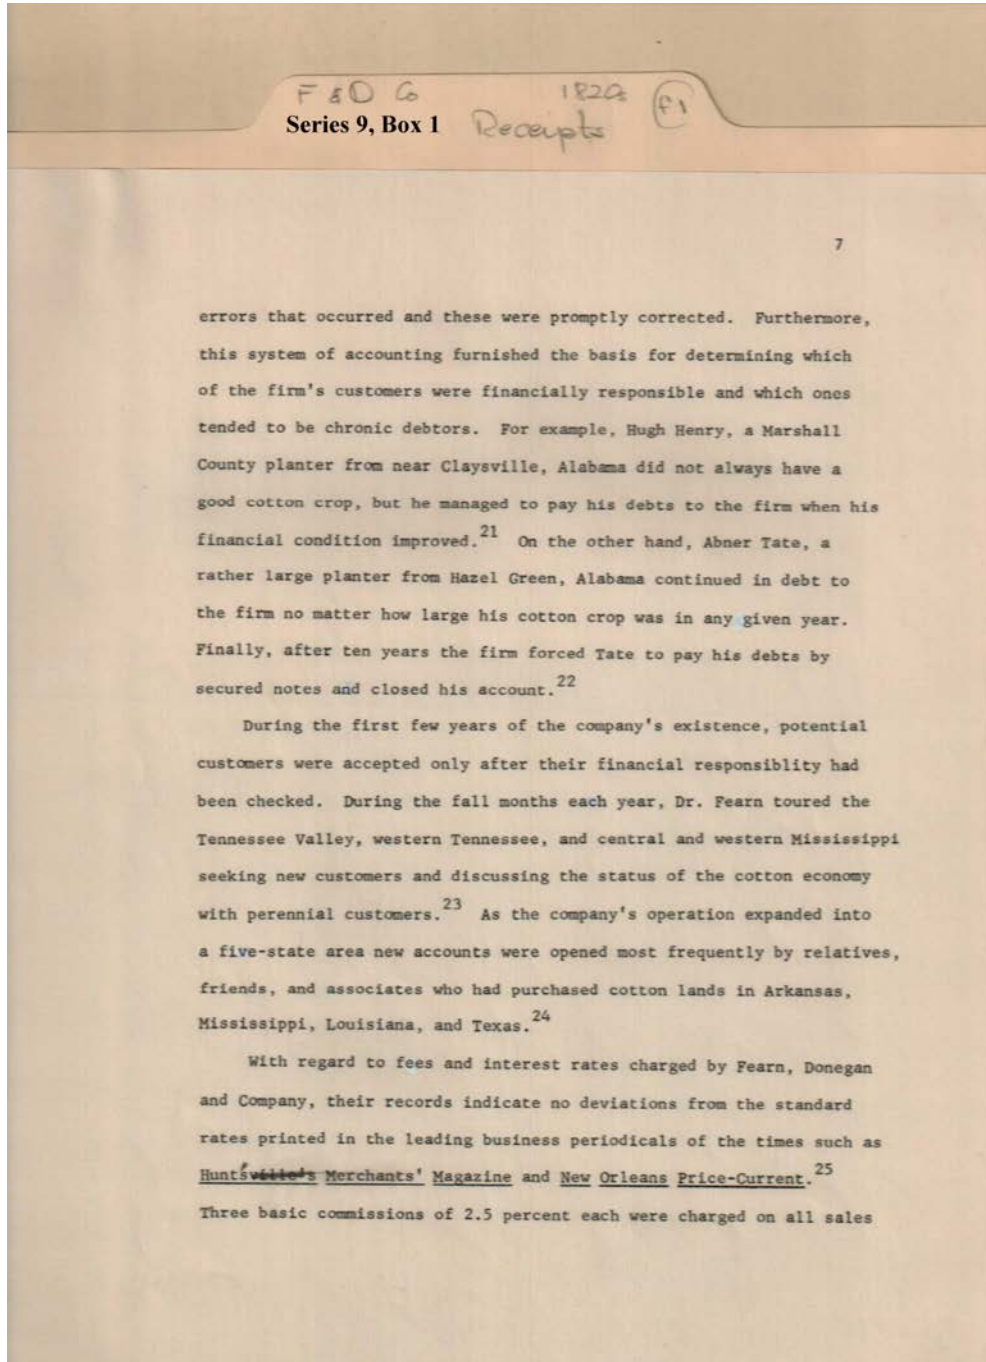 F & D Co 1820s f1
Series 9, Box 1 Receipts
7
errors that occurred and these were promptly corrected. Furthermore,
this system of accounting furnished the basis for determining which
of the firm's customers were financially responsible and which ones
tended to be chronic debtors. For example, Hugh Henry, a Marshall
County planter from near Claysville, Alabama did not always have a
good cotton crop, but he managed to pay his debts to the firm when his
financial condition improved.21 On the other hand, Abner Tate, a
rather large planter from Hazel Green, Alabama continued in debt to
the firm no matter how large his cotton crop was in any given year.
Finally, after ten years the firm forced Tate to pay his debts by
secured notes and closed his account.22
During the first few years of the company's existence, potential
customers were accepted only after their financial responsiblity had
been checked. During the fall months each year, Dr. Fearn toured the
Tennessee Valley, western Tennessee, and central and western Mississippi
seeking new customers and discussing the status of the cotton economy
with perennial customers.23 As the company's operation expanded into
a five-state area new accounts were opened most frequently by relatives,
friends, and associates who had purchased cotton lands in Arkansas,
Mississippi, Louisiana, and Texas.24
With regard to fees and interest rates charged by Fearn, Donegan
and Company, their records indicate no deviations from the standard
rates printed in the leading business periodicals of the times such as
Huntsville's Merchants' Magazine and New Orleans Price-Current.25
Three basic commissions of 2.5 percent each were charged on all sales